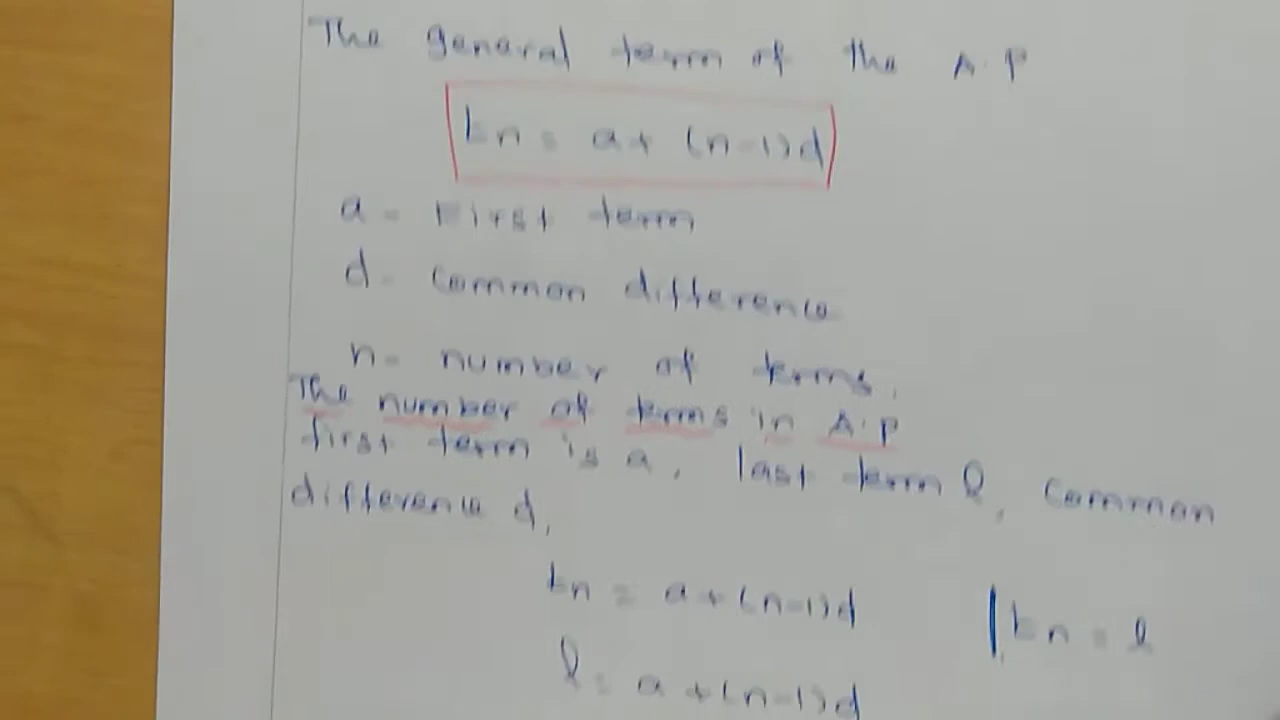 The general term of the A.P
tn = a + (n-1)d
a - First term
d - common difference
n - number of terms.
The number of terms in A.P
first term is a, last term l, common
difference d,
tn = a + (n-1)d | tn = l
l = a + (n-1)d